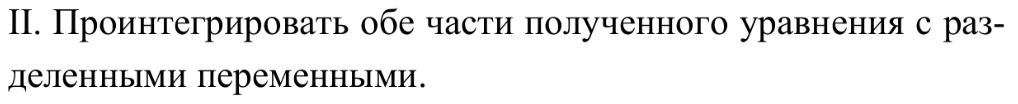 II. Проинтегрировать обе части полученного уравнения с раз-
деленными переменными.